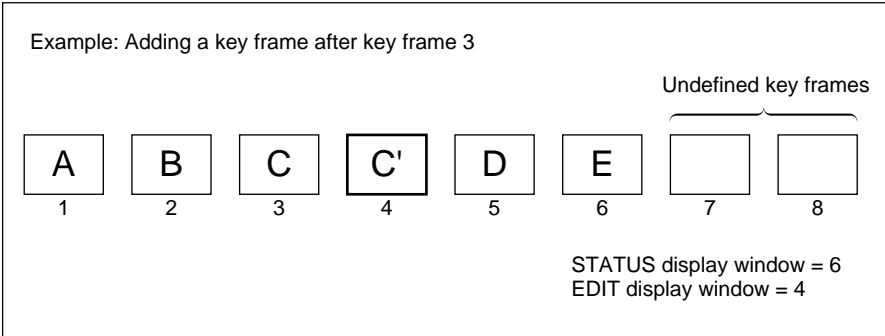 Example: Adding a key frame after key frame 3
Undefined key frames
A B C C' D E
1 2 3 4 5 6 7 8
STATUS display window = 6
EDIT display window = 4